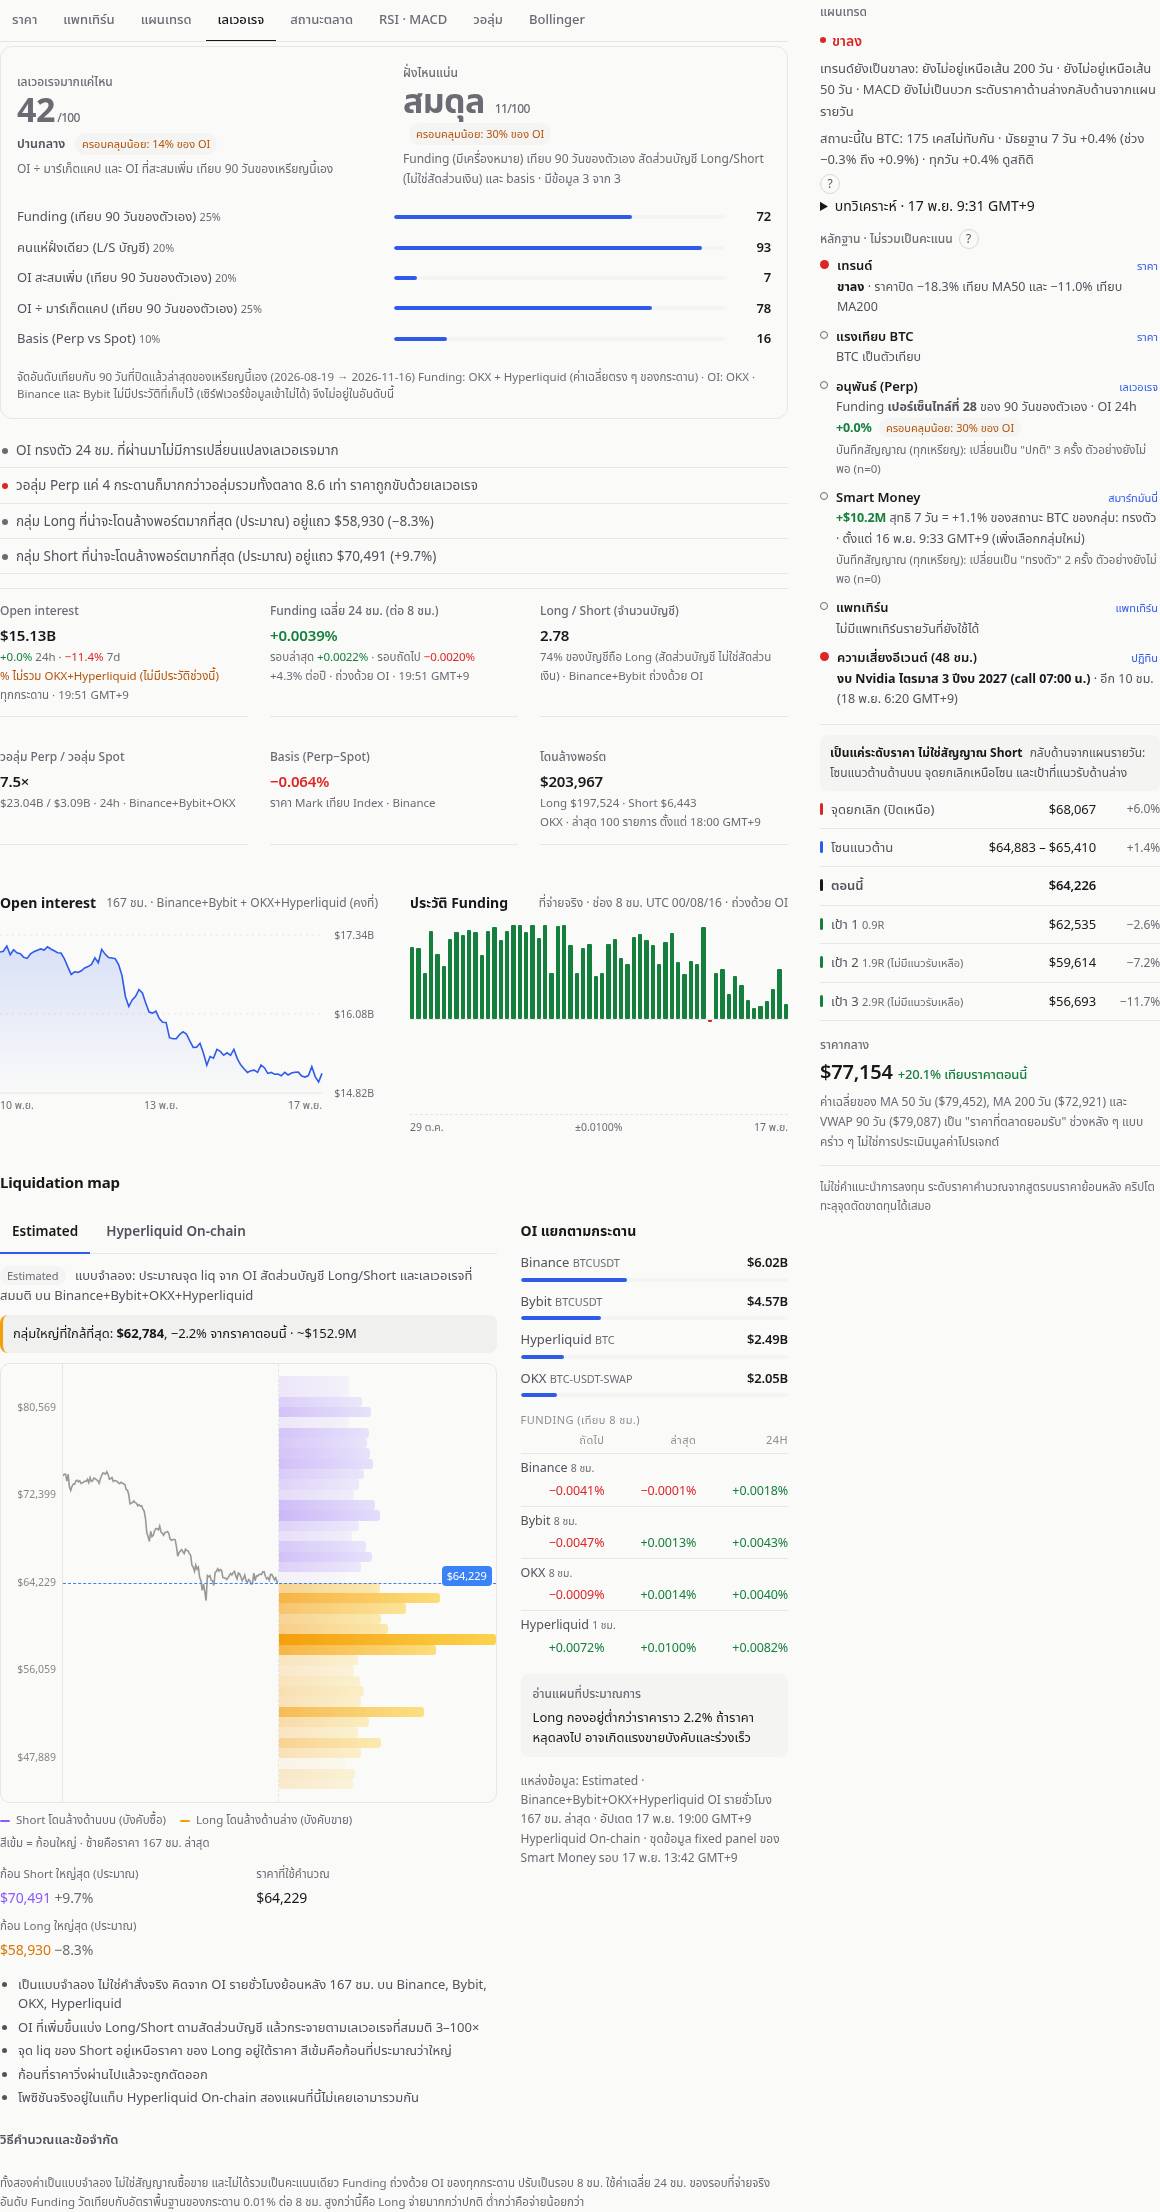 ราคา แพทเทิร์น แผนเทรด เลเวอเรจ สถานะตลาด RSI · MACD วอลุ่ม Bollinger
เลเวอเรจมากแค่ไหน
42/100
ปานกลาง ครอบคลุมน้อย: 14% ของ OI
OI ÷ มาร์เก็ตแคป และ OI ที่สะสมเพิ่ม เทียบ 90 วันของเหรียญนี้เอง
ฝั่งไหนแน่น
สมดุล 11/100
ครอบคลุมน้อย: 30% ของ OI
Funding (มีเครื่องหมาย) เทียบ 90 วันของตัวเอง สัดส่วนบัญชี Long/Short
(ไม่ใช่สัดส่วนเงิน) และ basis · มีข้อมูล 3 จาก 3
Funding (เทียบ 90 วันของตัวเอง) 25% 72
คนแห่ฝั่งเดียว (L/S บัญชี) 20% 93
OI สะสมเพิ่ม (เทียบ 90 วันของตัวเอง) 20% 7
OI ÷ มาร์เก็ตแคป (เทียบ 90 วันของตัวเอง) 25% 78
Basis (Perp vs Spot) 10% 16
จัดอันดับเทียบกับ 90 วันที่ปิดแล้วล่าสุดของเหรียญนี้เอง (2026-08-19 → 2026-11-16) Funding: OKX + Hyperliquid (ค่าเฉลี่ยตรง ๆ ของกระดาน) · OI: OKX ·
Binance และ Bybit ไม่มีประวัติที่เก็บไว้ (เซิร์ฟเวอร์ข้อมูลเข้าไม่ได้) จึงไม่อยู่ในอันดับนี้
OI ทรงตัว 24 ชม. ที่ผ่านมาไม่มีการเปลี่ยนแปลงเลเวอเรจมาก
วอลุ่ม Perp แค่ 4 กระดานก็มากกว่าวอลุ่มรวมทั้งตลาด 8.6 เท่า ราคาถูกขับด้วยเลเวอเรจ
กลุ่ม Long ที่น่าจะโดนล้างพอร์ตมากที่สุด (ประมาณ) อยู่แถว $58,930 (−8.3%)
กลุ่ม Short ที่น่าจะโดนล้างพอร์ตมากที่สุด (ประมาณ) อยู่แถว $70,491 (+9.7%)
Open interest
$15.13B
+0.0% 24h · −11.4% 7d
% ไม่รวม OKX+Hyperliquid (ไม่มีประวัติช่วงนี้)
ทุกกระดาน · 19:51 GMT+9
Funding เฉลี่ย 24 ชม. (ต่อ 8 ชม.)
+0.0039%
รอบล่าสุด +0.0022% · รอบถัดไป −0.0020%
+4.3% ต่อปี · ถ่วงด้วย OI · 19:51 GMT+9
Long / Short (จำนวนบัญชี)
2.78
74% ของบัญชีถือ Long (สัดส่วนบัญชี ไม่ใช่สัดส่วน
เงิน) · Binance+Bybit ถ่วงด้วย OI
วอลุ่ม Perp / วอลุ่ม Spot
7.5×
$23.04B / $3.09B · 24h · Binance+Bybit+OKX
Basis (Perp−Spot)
−0.064%
ราคา Mark เทียบ Index · Binance
โดนล้างพอร์ต
$203,967
Long $197,524 · Short $6,443
OKX · ล่าสุด 100 รายการ ตั้งแต่ 18:00 GMT+9
Open interest 167 ชม. · Binance+Bybit + OKX+Hyperliquid (คงที่)
$17.34B
$16.08B
$14.82B
10 พ.ย. 13 พ.ย. 17 พ.ย.
ประวัติ Funding ที่จ่ายจริง · ช่อง 8 ชม. UTC 00/08/16 · ถ่วงด้วย OI
29 ต.ค. ±0.0100% 17 พ.ย.
Liquidation map
Estimated Hyperliquid On-chain
Estimated แบบจำลอง: ประมาณจุด liq จาก OI สัดส่วนบัญชี Long/Short และเลเวอเรจที่
สมมติ บน Binance+Bybit+OKX+Hyperliquid
กลุ่มใหญ่ที่ใกล้ที่สุด: $62,784, −2.2% จากราคาตอนนี้ · ~$152.9M
$80,569
$72,399
$64,229
$56,059
$47,889
$64,229
Short โดนล้างด้านบน (บังคับซื้อ) Long โดนล้างด้านล่าง (บังคับขาย)
สีเข้ม = ก้อนใหญ่ · ซ้ายคือราคา 167 ชม. ล่าสุด
ก้อน Short ใหญ่สุด (ประมาณ) ราคาที่ใช้คำนวณ
$70,491 +9.7% $64,229
ก้อน Long ใหญ่สุด (ประมาณ)
$58,930 −8.3%
เป็นแบบจำลอง ไม่ใช่คำสั่งจริง คิดจาก OI รายชั่วโมงย้อนหลัง 167 ชม. บน Binance, Bybit,
OKX, Hyperliquid
OI ที่เพิ่มขึ้นแบ่ง Long/Short ตามสัดส่วนบัญชี แล้วกระจายตามเลเวอเรจที่สมมติ 3–100×
จุด liq ของ Short อยู่เหนือราคา ของ Long อยู่ใต้ราคา สีเข้มคือก้อนที่ประมาณว่าใหญ่
ก้อนที่ราคาวิ่งผ่านไปแล้วจะถูกตัดออก
โพซิชันจริงอยู่ในแท็บ Hyperliquid On-chain สองแผนที่นี้ไม่เคยเอามารวมกัน
OI แยกตามกระดาน
Binance BTCUSDT $6.02B
Bybit BTCUSDT $4.57B
Hyperliquid BTC $2.49B
OKX BTC-USDT-SWAP $2.05B
FUNDING (เทียบ 8 ชม.)
ถัดไป ล่าสุด 24H
Binance 8 ชม.
−0.0041% −0.0001% +0.0018%
Bybit 8 ชม.
−0.0047% +0.0013% +0.0043%
OKX 8 ชม.
−0.0009% +0.0014% +0.0040%
Hyperliquid 1 ชม.
+0.0072% +0.0100% +0.0082%
อ่านแผนที่ประมาณการ
Long กองอยู่ต่ำกว่าราคาราว 2.2% ถ้าราคา
หลุดลงไป อาจเกิดแรงขายบังคับและร่วงเร็ว
แหล่งข้อมูล: Estimated ·
Binance+Bybit+OKX+Hyperliquid OI รายชั่วโมง
167 ชม. ล่าสุด · อัปเดต 17 พ.ย. 19:00 GMT+9
Hyperliquid On-chain · ชุดข้อมูล fixed panel ของ
Smart Money รอบ 17 พ.ย. 13:42 GMT+9
วิธีคำนวณและข้อจำกัด
ทั้งสองค่าเป็นแบบจำลอง ไม่ใช่สัญญาณซื้อขาย และไม่ได้รวมเป็นคะแนนเดียว Funding ถ่วงด้วย OI ของทุกกระดาน ปรับเป็นรอบ 8 ชม. ใช้ค่าเฉลี่ย 24 ชม. ของรอบที่จ่ายจริง
อันดับ Funding วัดเทียบกับอัตราพื้นฐานของกระดาน 0.01% ต่อ 8 ชม. สูงกว่านี้คือ Long จ่ายมากกว่าปกติ ต่ำกว่าคือจ่ายน้อยกว่า
แผนเทรด
ขาลง
เทรนด์ยังเป็นขาลง: ยังไม่อยู่เหนือเส้น 200 วัน · ยังไม่อยู่เหนือเส้น
50 วัน · MACD ยังไม่เป็นบวก ระดับราคาด้านล่างกลับด้านจากแผน
รายวัน
สถานะนี้ใน BTC: 175 เคสไม่ทับกัน · มัธยฐาน 7 วัน +0.4% (ช่วง
−0.3% ถึง +0.9%) · ทุกวัน +0.4% ดูสถิติ
?
▶ บทวิเคราะห์ · 17 พ.ย. 9:31 GMT+9
หลักฐาน · ไม่รวมเป็นคะแนน ?
เทรนด์ ราคา
ขาลง · ราคาปิด −18.3% เทียบ MA50 และ −11.0% เทียบ
MA200
แรงเทียบ BTC ราคา
BTC เป็นตัวเทียบ
อนุพันธ์ (Perp) เลเวอเรจ
Funding เปอร์เซ็นไทล์ที่ 28 ของ 90 วันของตัวเอง · OI 24h
+0.0% ครอบคลุมน้อย: 30% ของ OI
บันทึกสัญญาณ (ทุกเหรียญ): เปลี่ยนเป็น "ปกติ" 3 ครั้ง ตัวอย่างยังไม่
พอ (n=0)
Smart Money สมาร์ทมันนี่
+$10.2M สุทธิ 7 วัน = +1.1% ของสถานะ BTC ของกลุ่ม: ทรงตัว
· ตั้งแต่ 16 พ.ย. 9:33 GMT+9 (เพิ่งเลือกกลุ่มใหม่)
บันทึกสัญญาณ (ทุกเหรียญ): เปลี่ยนเป็น "ทรงตัว" 2 ครั้ง ตัวอย่างยังไม่
พอ (n=0)
แพทเทิร์น แพทเทิร์น
ไม่มีแพทเทิร์นรายวันที่ยังใช้ได้
ความเสี่ยงอีเวนต์ (48 ชม.) ปฏิทิน
งบ Nvidia ไตรมาส 3 ปีงบ 2027 (call 07:00 น.) · อีก 10 ชม.
(18 พ.ย. 6:20 GMT+9)
เป็นแค่ระดับราคา ไม่ใช่สัญญาณ Short กลับด้านจากแผนรายวัน:
โซนแนวต้านด้านบน จุดยกเลิกเหนือโซน และเป้าที่แนวรับด้านล่าง
จุดยกเลิก (ปิดเหนือ) $68,067 +6.0%
โซนแนวต้าน $64,883 – $65,410 +1.4%
ตอนนี้ $64,226
เป้า 1 0.9R $62,535 −2.6%
เป้า 2 1.9R (ไม่มีแนวรับเหลือ) $59,614 −7.2%
เป้า 3 2.9R (ไม่มีแนวรับเหลือ) $56,693 −11.7%
ราคากลาง
$77,154 +20.1% เทียบราคาตอนนี้
ค่าเฉลี่ยของ MA 50 วัน ($79,452), MA 200 วัน ($72,921) และ
VWAP 90 วัน ($79,087) เป็น "ราคาที่ตลาดยอมรับ" ช่วงหลัง ๆ แบบ
คร่าว ๆ ไม่ใช่การประเมินมูลค่าโปรเจกต์
ไม่ใช่คำแนะนำการลงทุน ระดับราคาคำนวณจากสูตรบนราคาย้อนหลัง คริปโต
ทะลุจุดตัดขาดทุนได้เสมอ